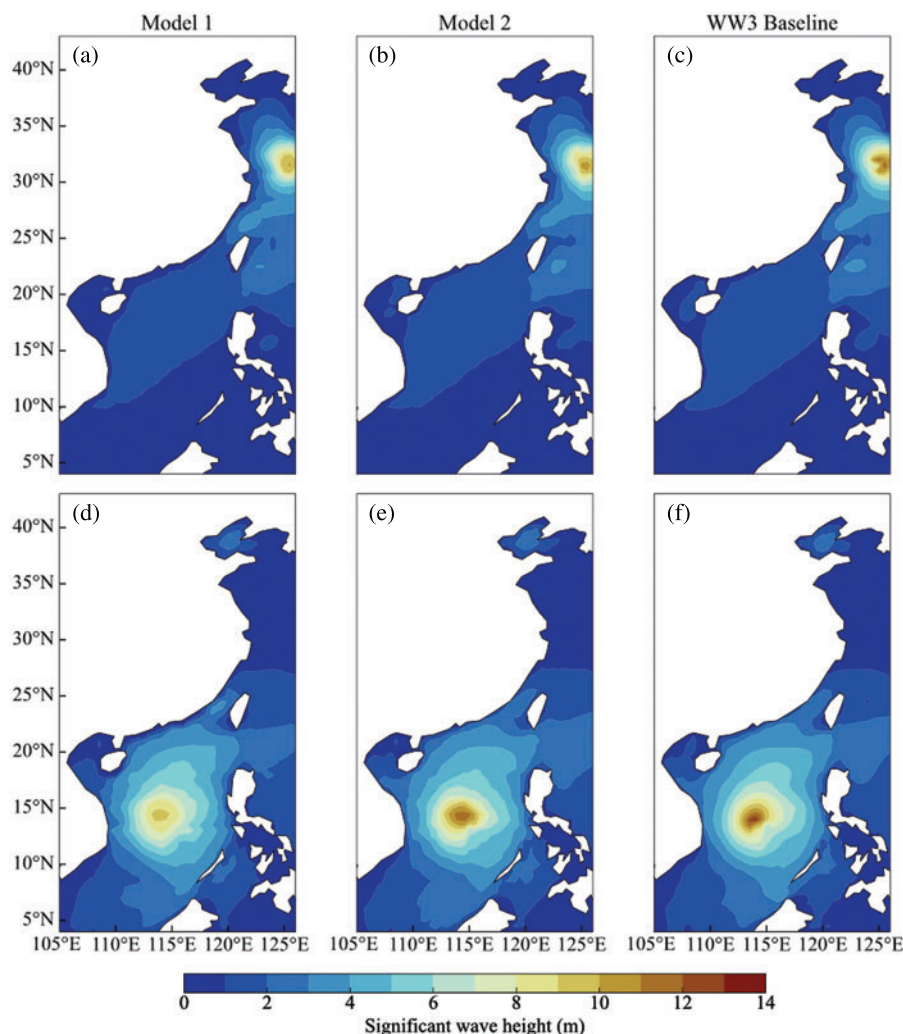 Model 1 Model 2 WW3 Baseline
(a) (b) (c)
40°N
35°N
30°N
25°N
20°N
15°N
10°N
5°N
(d) (e) (f)
40°N
35°N
30°N
25°N
20°N
15°N
10°N
5°N
105°E 110°E 115°E 120°E 125°E 105°E 110°E 115°E 120°E 125°E 105°E 110°E 115°E 120°E 125°E
0 2 4 6 8 10 12 14
Significant wave height (m)